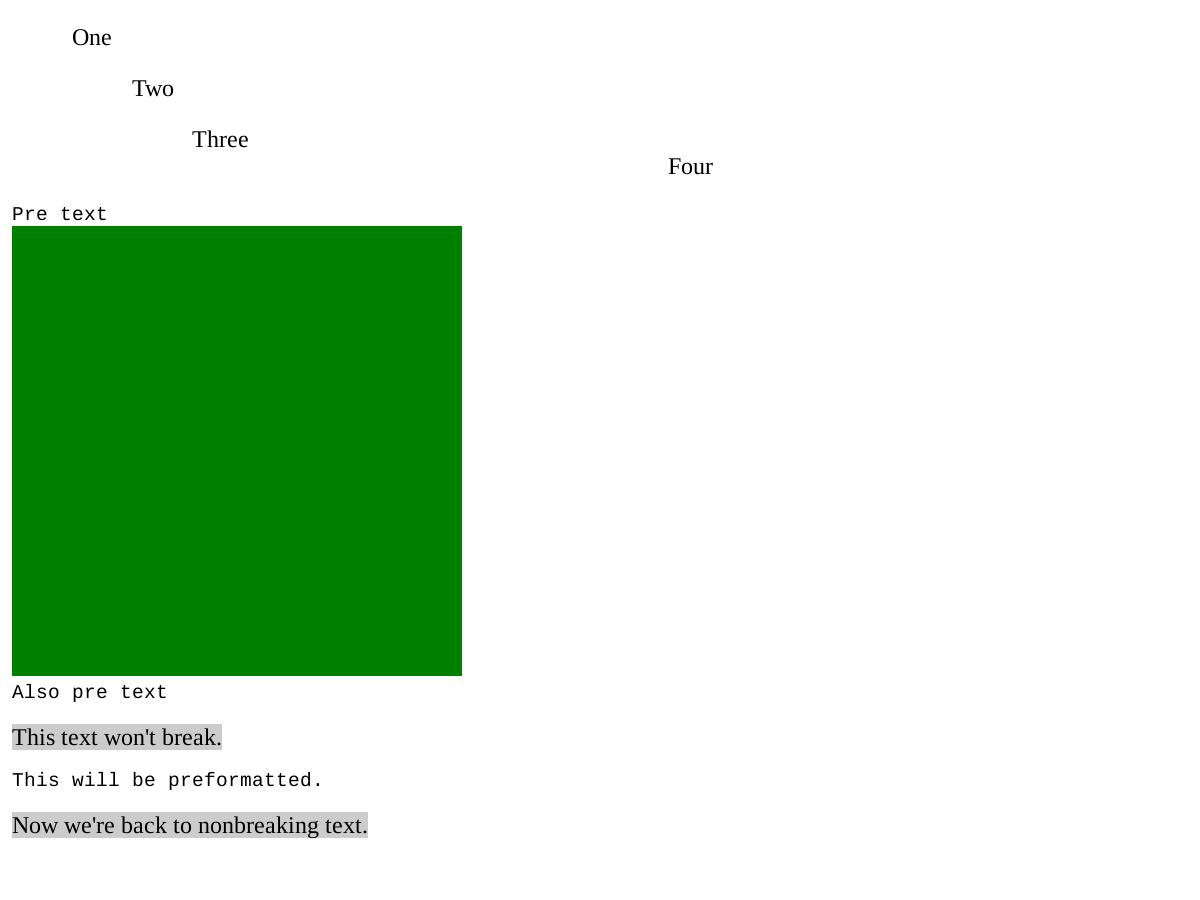 One
Two
Three
Four
Pre text
Also pre text
This text won't break.
This will be preformatted.
Now we're back to nonbreaking text.